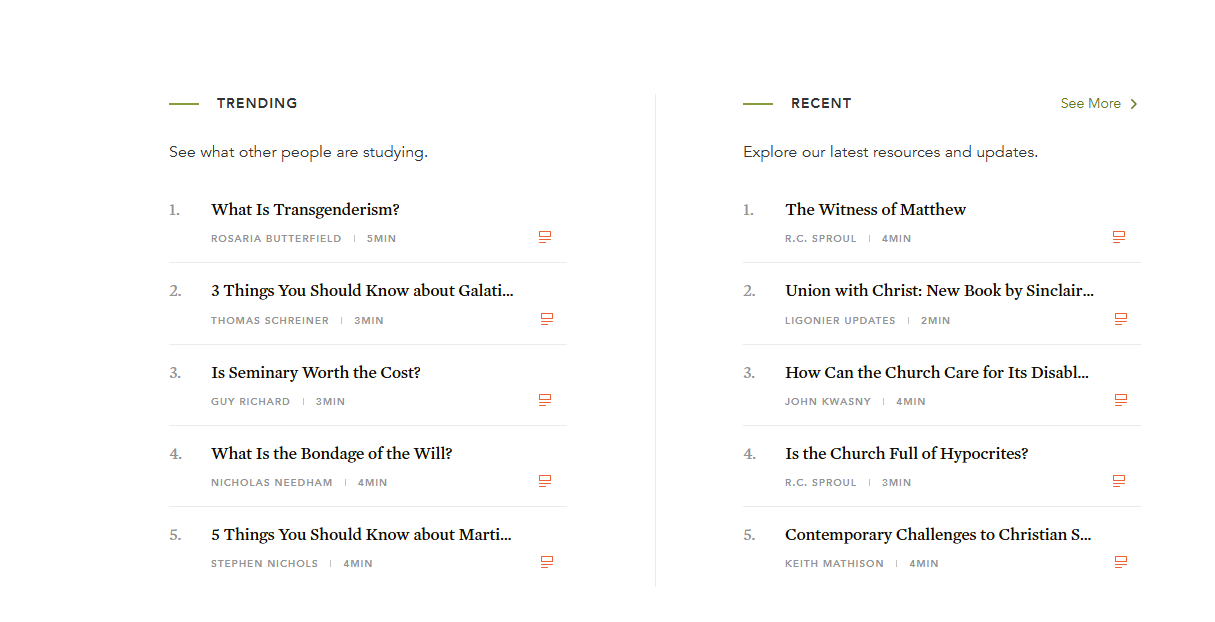 TRENDING
See what other people are studying.
1. What Is Transgenderism?
ROSARIA BUTTERFIELD | 5MIN
2. 3 Things You Should Know about Galati...
THOMAS SCHREINER | 3MIN
3. Is Seminary Worth the Cost?
GUY RICHARD | 3MIN
4. What Is the Bondage of the Will?
NICHOLAS NEEDHAM | 4MIN
5. 5 Things You Should Know about Marti...
STEPHEN NICHOLS | 4MIN
RECENT
See More
Explore our latest resources and updates.
1. The Witness of Matthew
R.C. SPROUL | 4MIN
2. Union with Christ: New Book by Sinclair...
LIGONIER UPDATES | 2MIN
3. How Can the Church Care for Its Disabl...
JOHN KWASNY | 4MIN
4. Is the Church Full of Hypocrites?
R.C. SPROUL | 3MIN
5. Contemporary Challenges to Christian S...
KEITH MATHISON | 4MIN